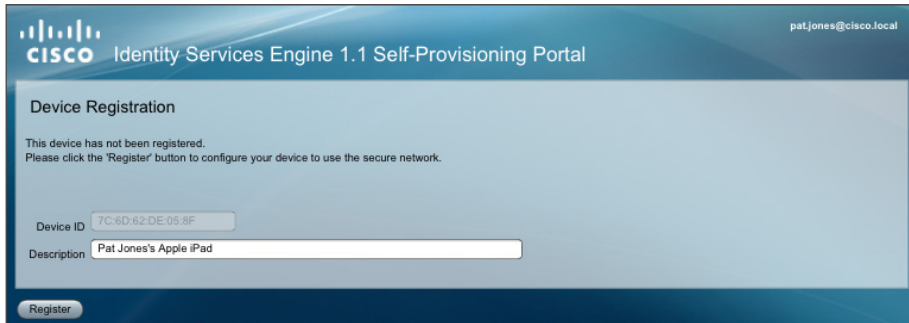 pat.jones@cisco.local
CISCO Identity Services Engine 1.1 Self-Provisioning Portal
Device Registration
This device has not been registered.
Please click the 'Register' button to configure your device to use the secure network.
Device ID 7C:6D:62:DE:05:8F
Description Pat Jones's Apple iPad
Register